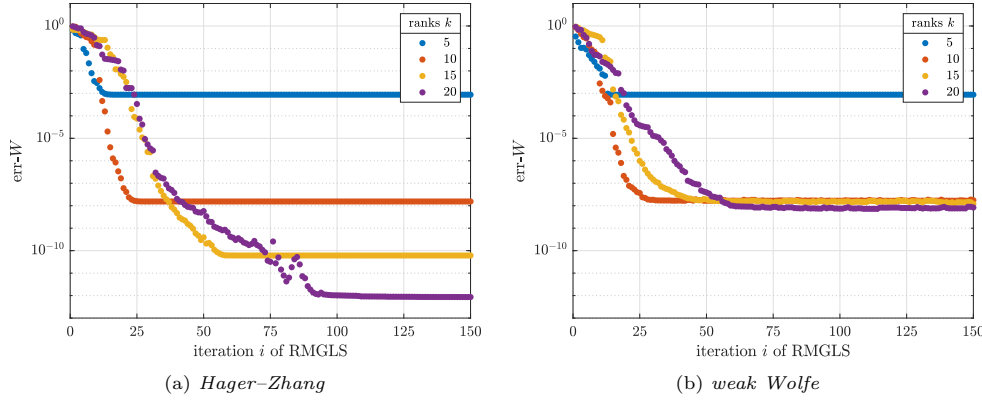 10^0
10^{-5}
10^{-10}
err-W
0 25 50 75 100 125 150
iteration i of RMGLS
ranks k
5
10
15
20
(a) Hager–Zhang
10^0
10^{-5}
10^{-10}
err-W
0 25 50 75 100 125 150
iteration i of RMGLS
ranks k
5
10
15
20
(b) weak Wolfe